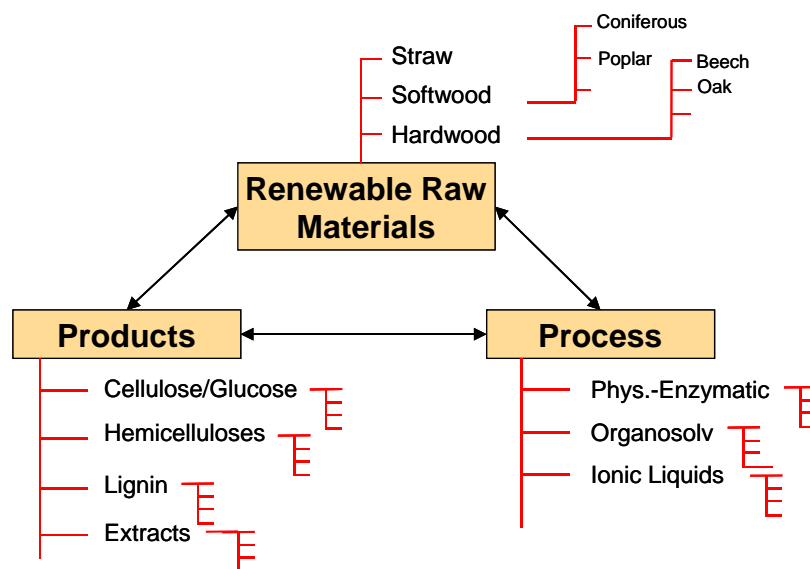 Coniferous
Straw
Poplar
Beech
Softwood
Oak
Hardwood
Renewable Raw
Materials
Products
Process
Cellulose/Glucose
Phys.-Enzymatic
Hemicelluloses
Organosolv
Ionic Liquids
Lignin
Extracts